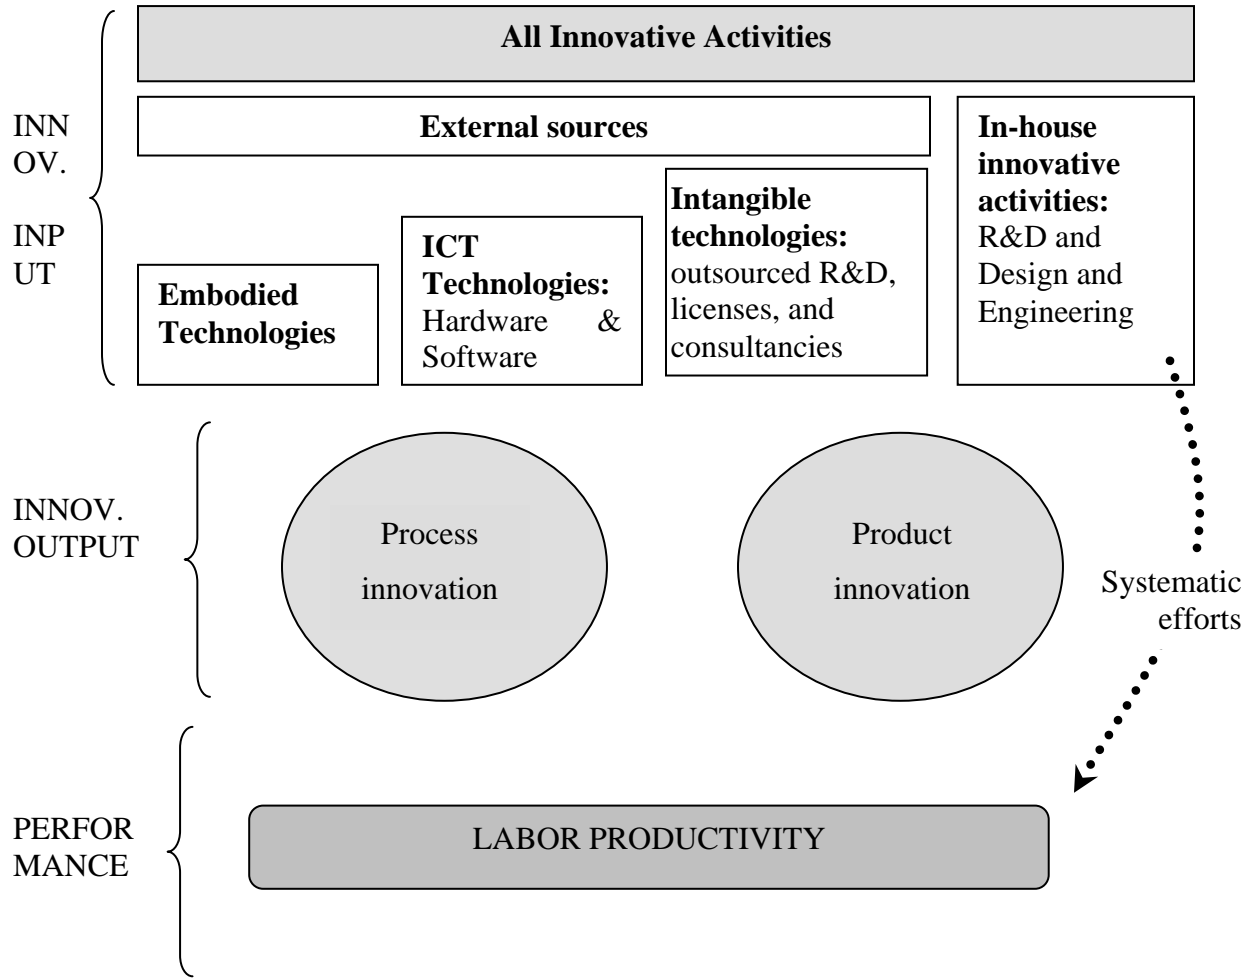 All Innovative Activities
INN
OV.
INP
UT
External sources
Embodied
Technologies
ICT
Technologies:
Hardware &
Software
Intangible
technologies:
outsourced R&D,
licenses, and
consultancies
In-house
innovative
activities:
R&D and
Design and
Engineering
INNOV.
OUTPUT
Process
innovation
Product
innovation
Systematic
efforts
PERFOR
MANCE
LABOR PRODUCTIVITY